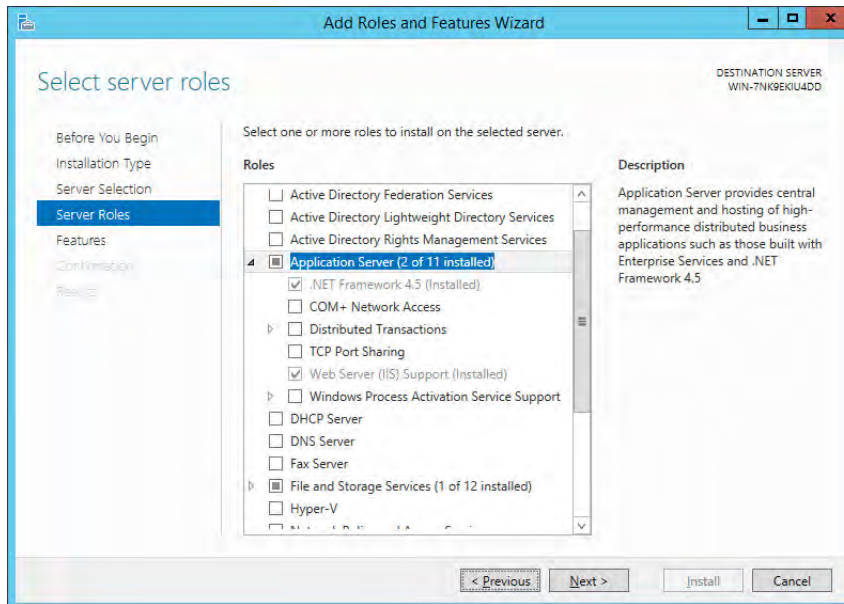 Add Roles and Features Wizard
Select server roles
DESTINATION SERVER
WIN-7NK9EKIU4DD
Before You Begin
Installation Type
Server Selection
Server Roles
Features
Confirmation
Results
Select one or more roles to install on the selected server.
Roles
Active Directory Federation Services
Active Directory Lightweight Directory Services
Active Directory Rights Management Services
Application Server (2 of 11 installed)
.NET Framework 4.5 (Installed)
COM+ Network Access
Distributed Transactions
TCP Port Sharing
Web Server (IIS) Support (Installed)
Windows Process Activation Service Support
DHCP Server
DNS Server
Fax Server
File and Storage Services (1 of 12 installed)
Hyper-V
Description
Application Server provides central
management and hosting of high-
performance distributed business
applications such as those built with
Enterprise Services and .NET
Framework 4.5
< Previous
Next >
Install
Cancel